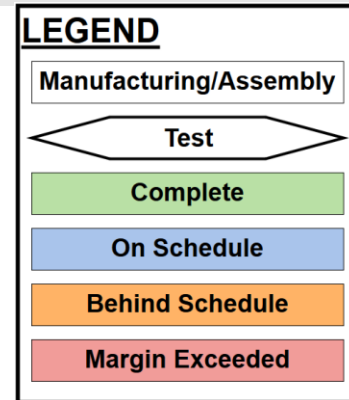 LEGEND
Manufacturing/Assembly
Test
Complete
On Schedule
Behind Schedule
Margin Exceeded